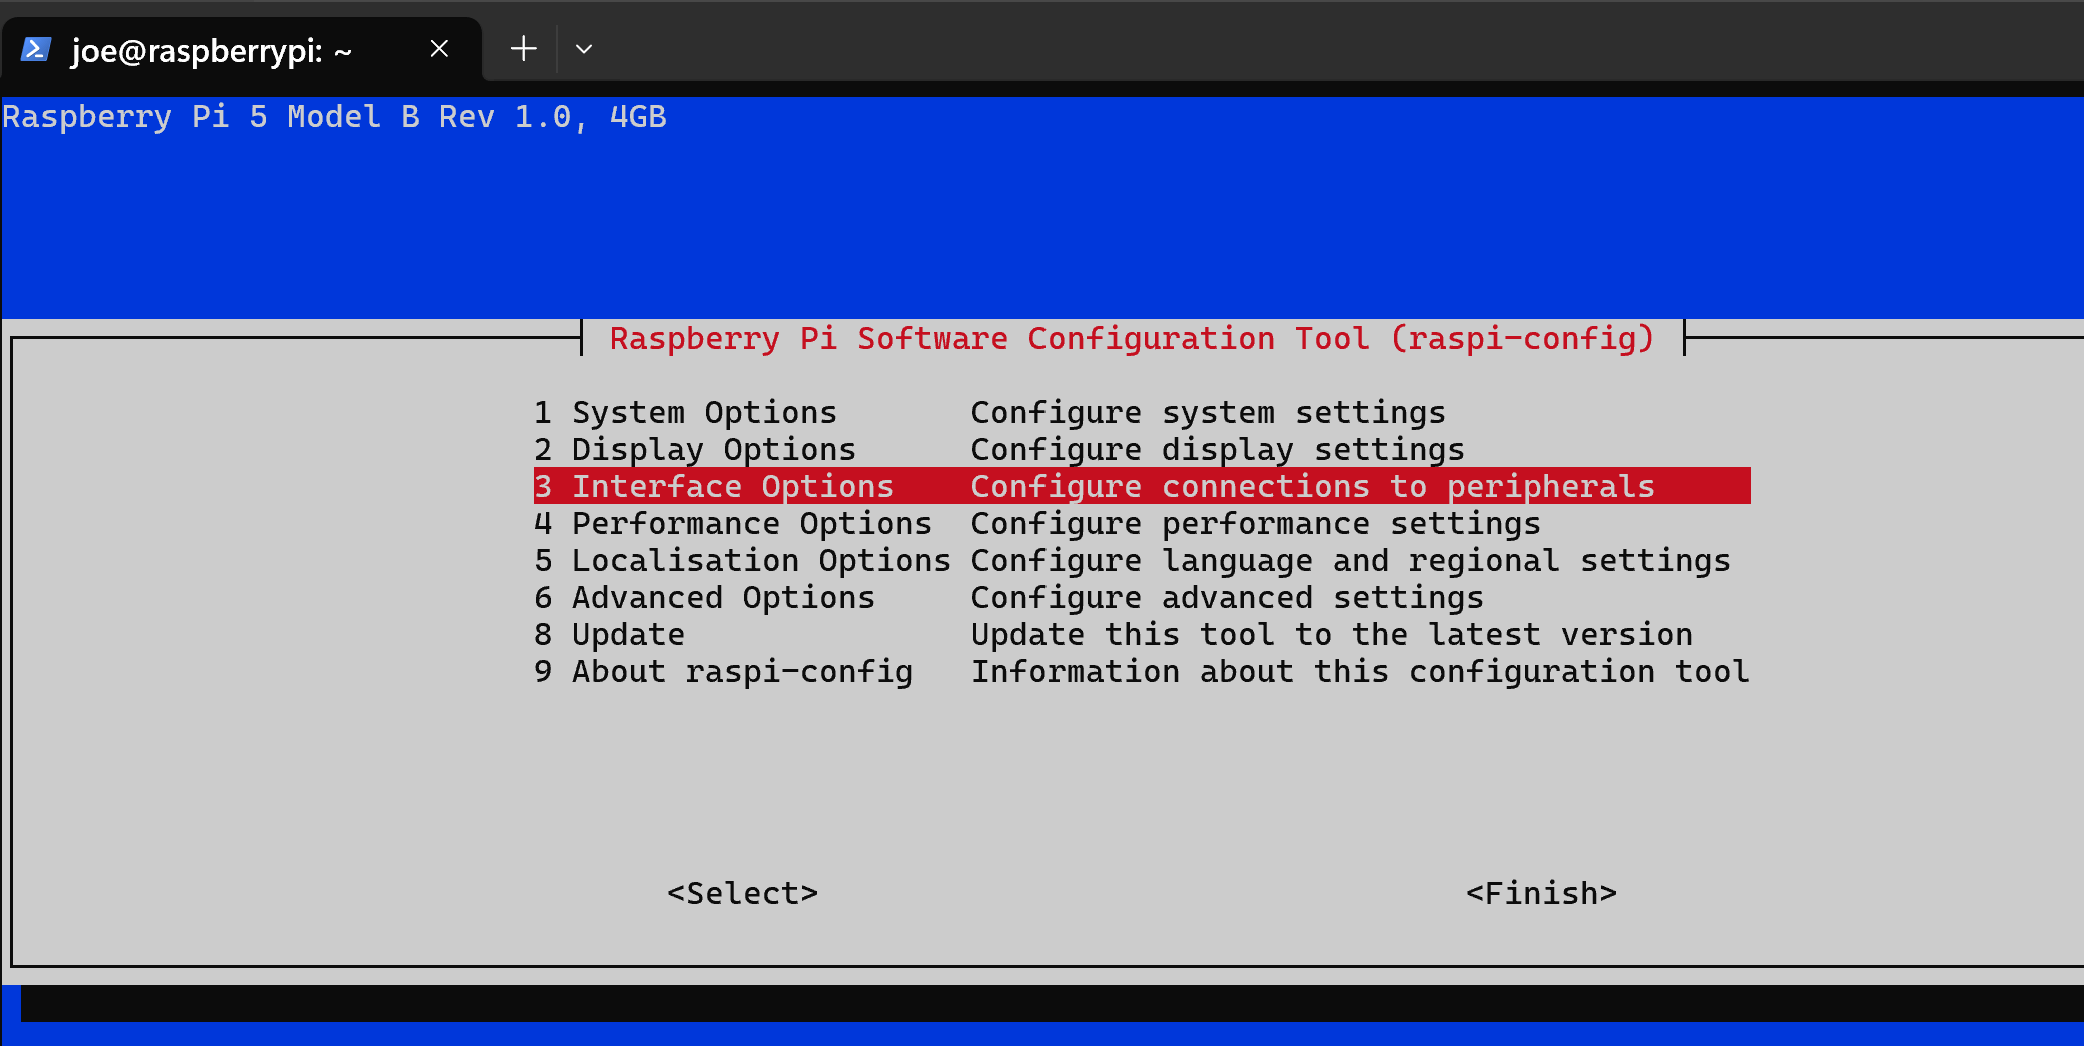 joe@raspberrypi: ~
Raspberry Pi 5 Model B Rev 1.0, 4GB
Raspberry Pi Software Configuration Tool (raspi-config)
1 System Options Configure system settings
2 Display Options Configure display settings
3 Interface Options Configure connections to peripherals
4 Performance Options Configure performance settings
5 Localisation Options Configure language and regional settings
6 Advanced Options Configure advanced settings
8 Update Update this tool to the latest version
9 About raspi-config Information about this configuration tool
<Select> <Finish>